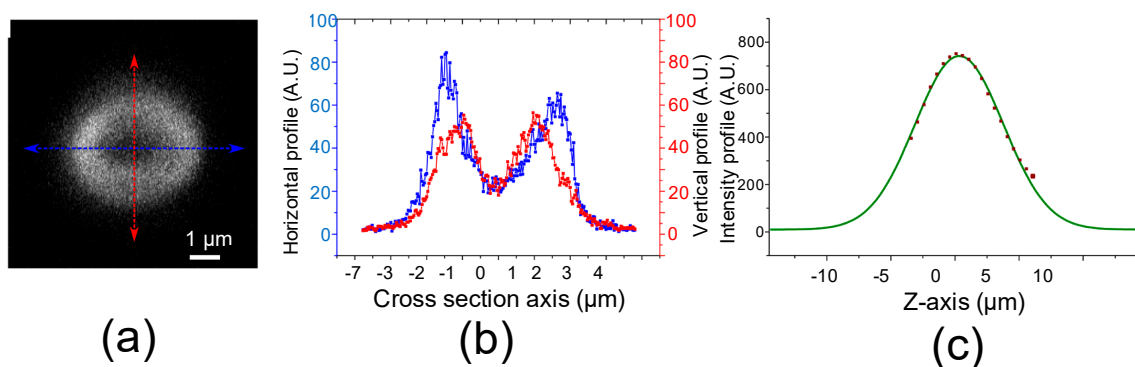 1 μm
(a)
Horizontal profile (A.U.)
100
80
60
40
20
0
-7 -3 -2 -1 0 1 2 3 4
Cross section axis (μm)
100
80
60
40
20
0
Vertical profile (A.U.)
(b)
Intensity profile (A.U.)
800
600
400
200
0
-10 -5 0 5 10
Z-axis (μm)
(c)